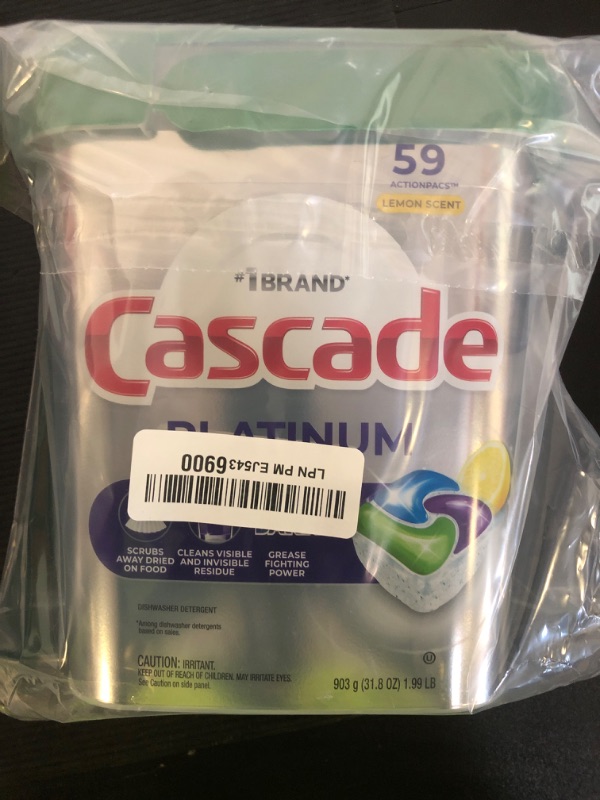 59
ACTIONPACS™
LEMON SCENT
#1 BRAND*
Cascade
PLATINUM
LPN PM EJ5436900
SCRUBS
AWAY DRIED
ON FOOD
CLEANS VISIBLE
AND INVISIBLE
RESIDUE
GREASE
FIGHTING
POWER
DISHWASHER DETERGENT
*Among dishwasher detergents
based on sales
CAUTION: IRRITANT.
KEEP OUT OF REACH OF CHILDREN. MAY IRRITATE EYES.
See Caution on side panel.
U
903 g (31.8 OZ) 1.99 LB